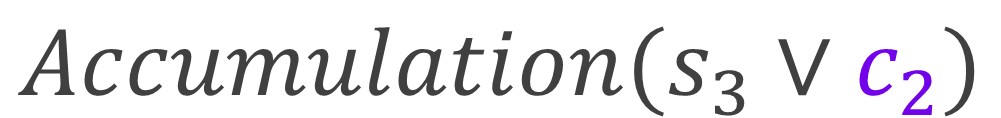 Accumulation(s₃ ∨ c₂)